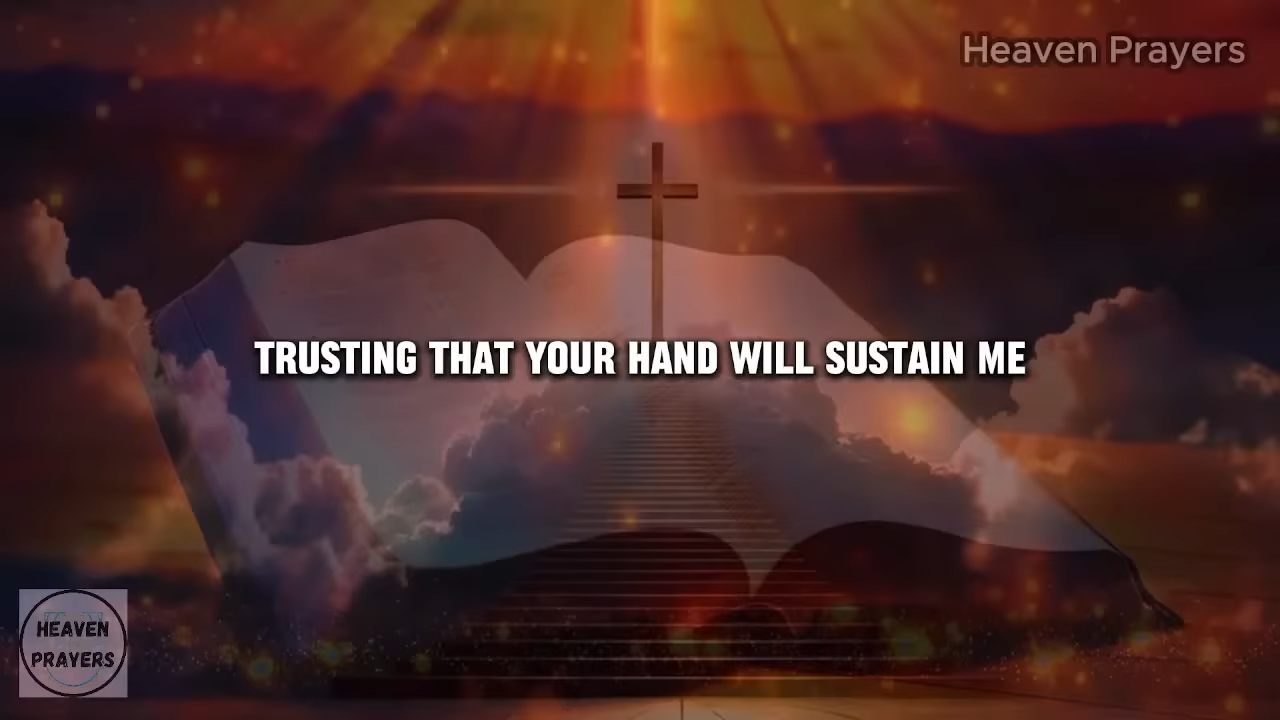 Heaven Prayers
TRUSTING THAT YOUR HAND WILL SUSTAIN ME
HEAVEN
PRAYERS